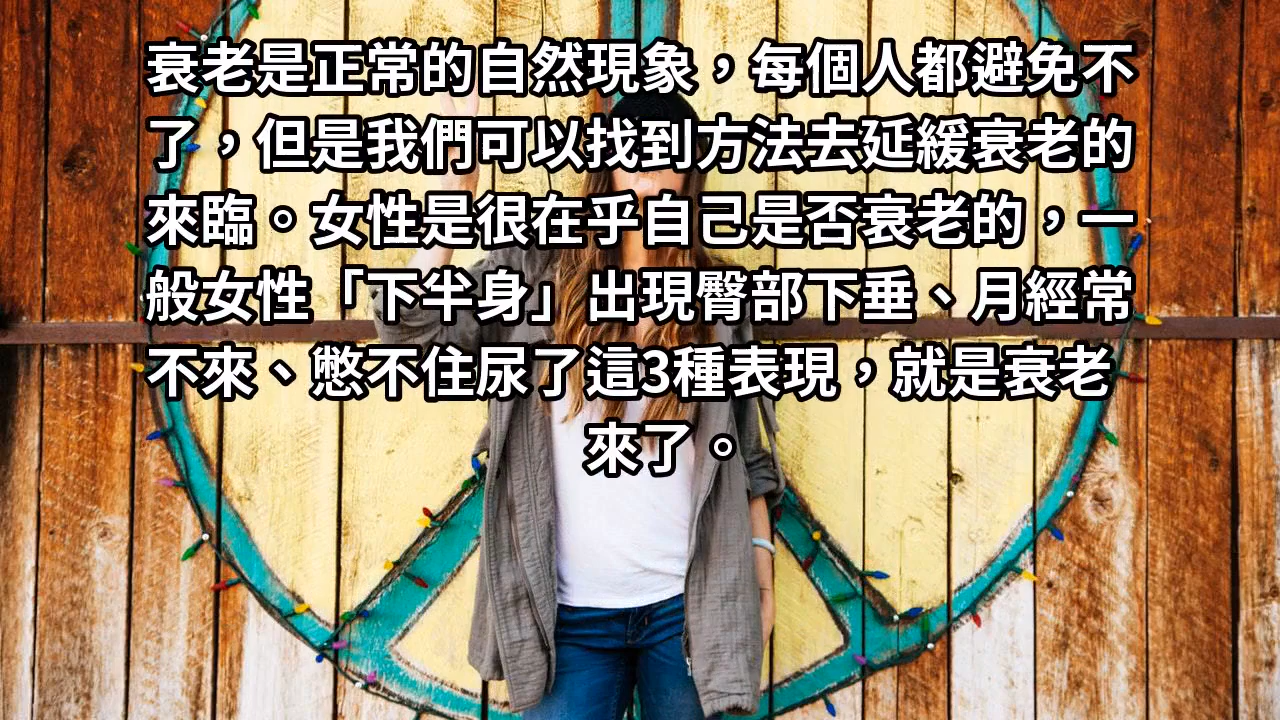 衰老是正常的自然現象，每個人都避免不
了，但是我們可以找到方法去延緩衰老的
來臨。女性是很在乎自己是否衰老的，一
般女性「下半身」出現臀部下垂、月經常
不來、憋不住尿了這3種表現，就是衰老
來了。